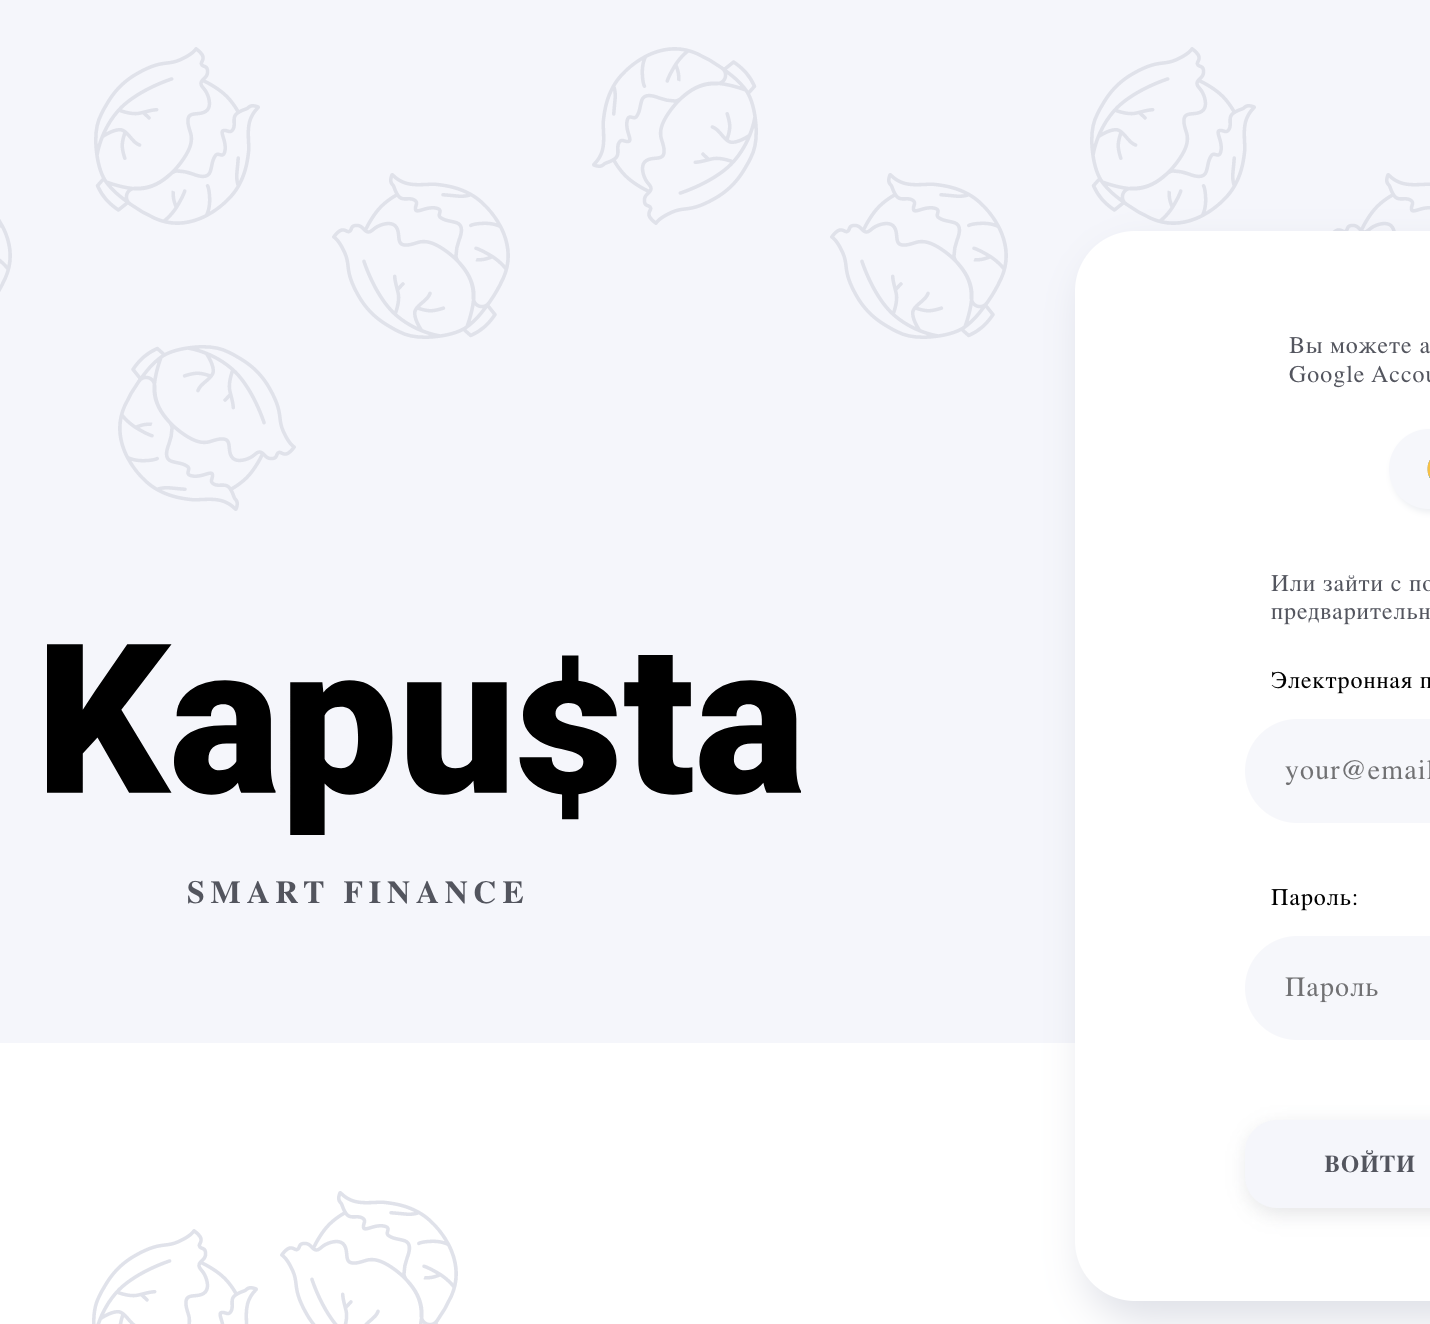 Kapu$ta
SMART FINANCE
Вы можете
Google
Или зайти с
Электронная
your@email
Пароль:
Пароль
ВОЙТИ